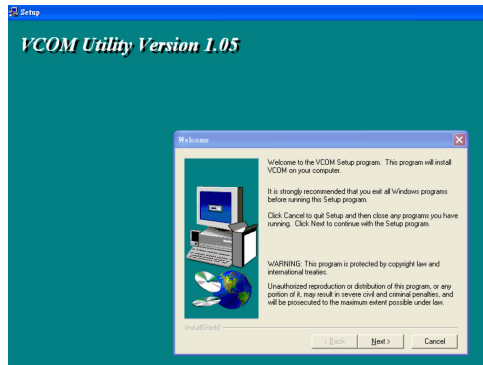 Setup
VCOM Utility Version 1.05
Welcome
Welcome to the VCOM Setup program. This program will install
VCOM on your computer.
It is strongly recommended that you exit all Windows programs
before running this Setup program.
Click Cancel to quit Setup and then close any programs you have
running. Click Next to continue with the Setup program.
WARNING: This program is protected by copyright law and
international treaties.
Unauthorized reproduction or distribution of this program, or any
portion of it, may result in severe civil and criminal penalties, and
will be prosecuted to the maximum extent possible under law.
InstallShield
< Back Next > Cancel